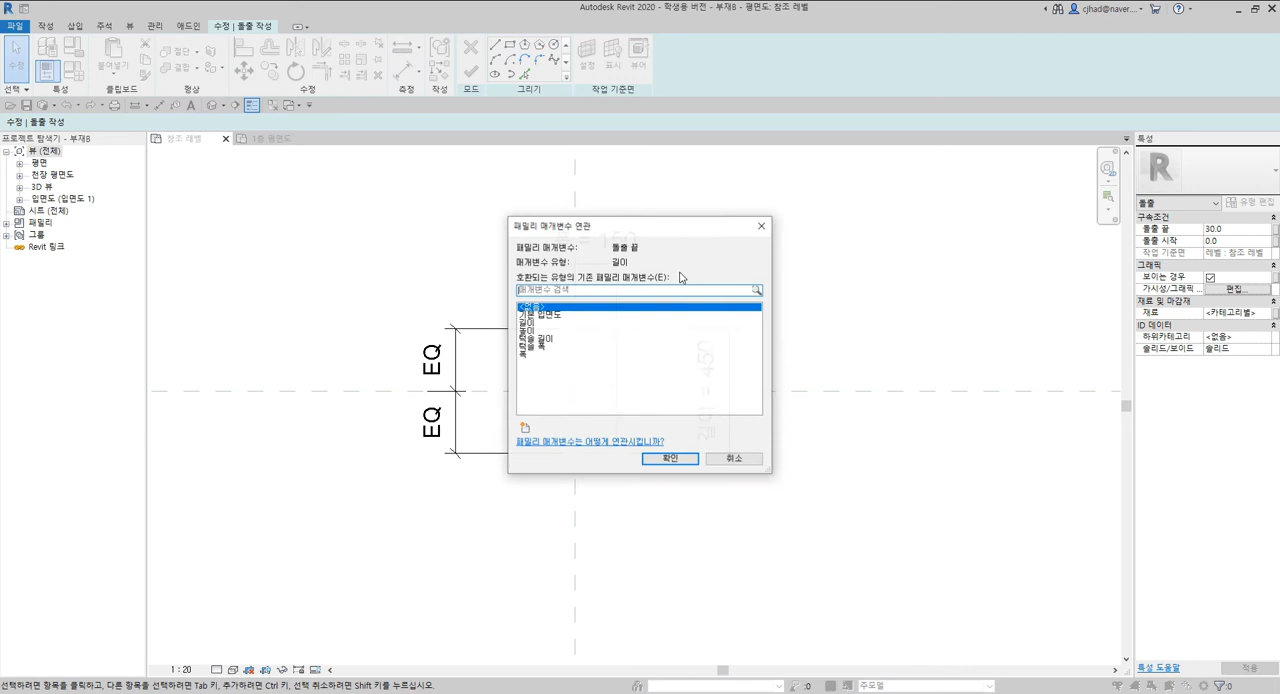 Autodesk Revit 2020 - 학생용 버전 - 평면도: 참조 레벨
cjhad@naver....
파일 작성 삽입 주석 뷰 관리 애드인 수정 | 돌출 작성
수정 붙여넣기 절단 결합 설정 표시 뷰어
선택 특성 클립보드 형상 수정 측정 작성 모드 그리기 작업 기준면
수정 | 돌출 작성
프로젝트 탐색기 - 부재B
뷰 (전체)
평면
천장 평면도
3D 뷰
입면도 (입면도 1)
시트 (전체)
패밀리
그룹
Revit 링크
참조 레벨
1층 평면도
EQ
EQ
패밀리 매개변수 연관
패밀리 매개변수: 돌출 끝
매개변수 유형: 길이
호환되는 유형의 기존 패밀리 매개변수(E):
매개변수 검색
<없음>
기본 입면도
길이
높이
턱솔 길이
턱솔 폭
폭
길이 = 450
패밀리 매개변수는 어떻게 연관시킵니까?
확인
취소
특성
R
돌출
유형 편집
구속조건
돌출 끝 30.0
돌출 시작 0.0
작업 기준면 레벨 : 참조 레벨
그래픽
보이는 경우
가시성/그래픽 ... 편집...
재료 및 마감재
재료 <카테고리별>
ID 데이터
하위카테고리 <없음>
솔리드/보이드 솔리드
특성 도움말
적용
1 : 20
선택하려면 항목을 클릭하고, 다른 항목을 선택하려면 Tab 키, 추가하려면 Ctrl 키, 선택 취소하려면 Shift 키를 누르십시오.
:0
주모델
:0